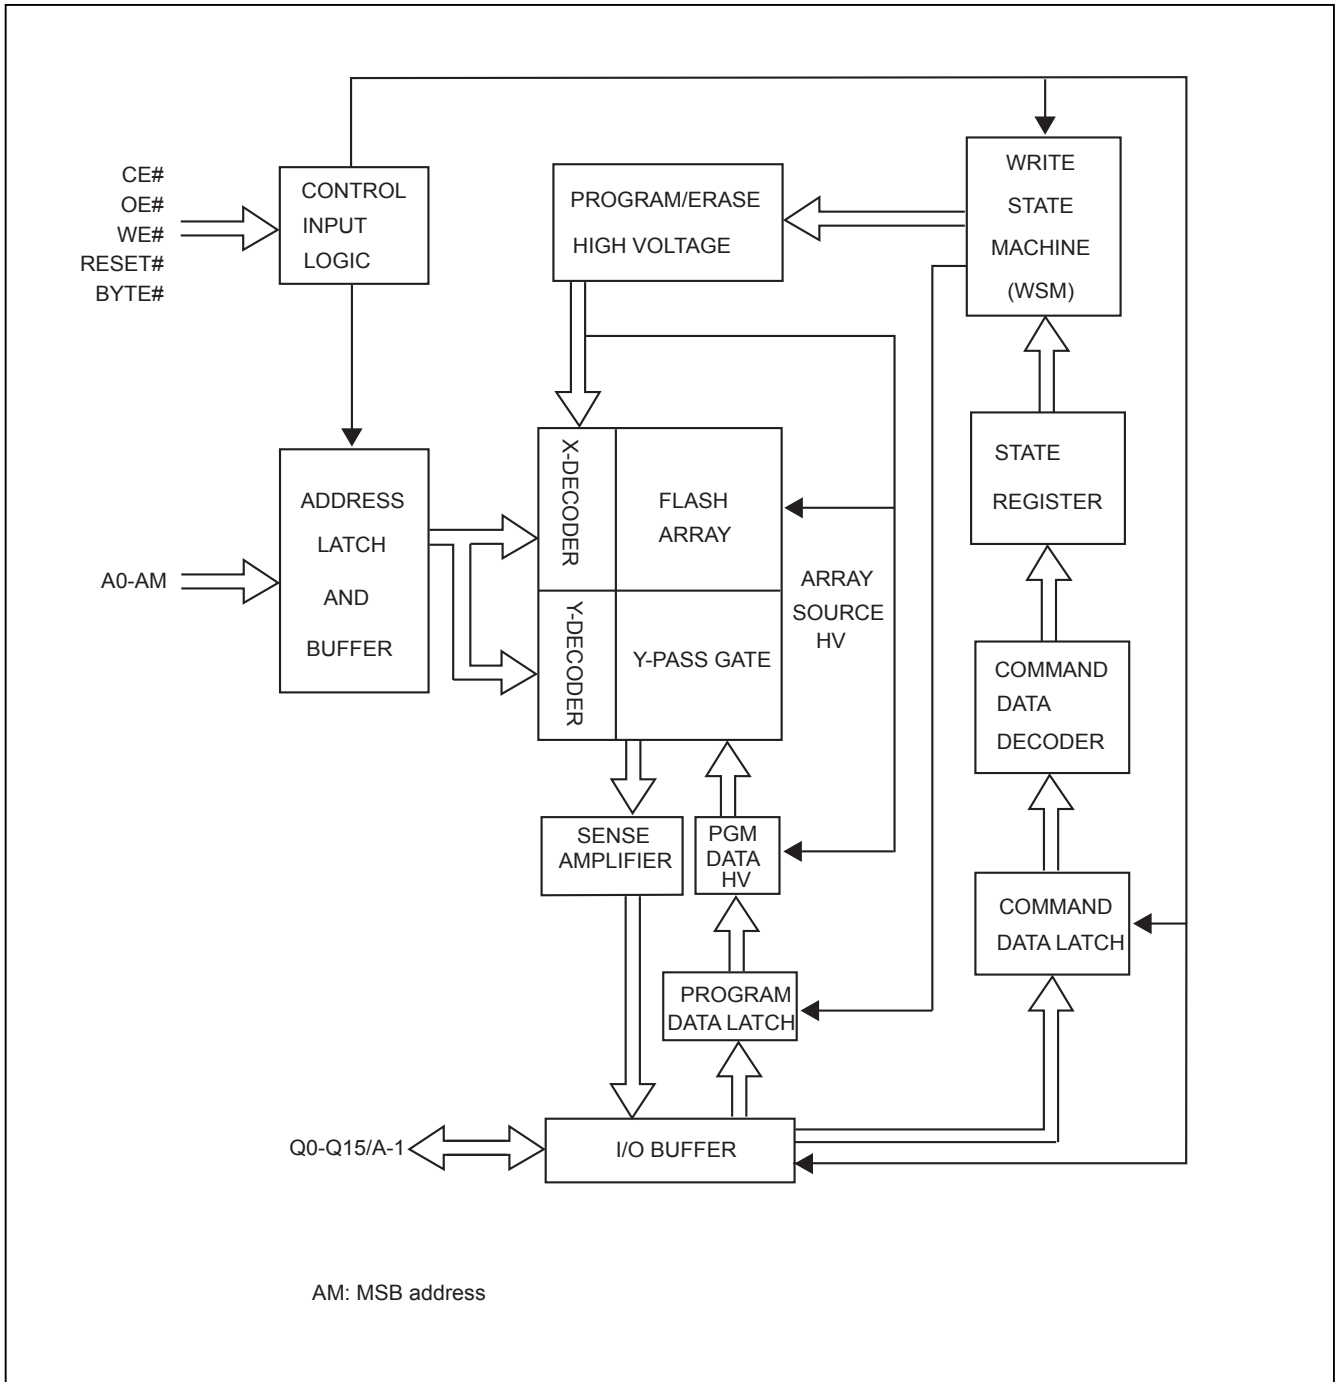 CE#
OE#
WE#
RESET#
BYTE#
CONTROL
INPUT
LOGIC
PROGRAM/ERASE
HIGH VOLTAGE
WRITE
STATE
MACHINE
(WSM)
STATE
REGISTER
A0-AM
ADDRESS
LATCH
AND
BUFFER
X-DECODER
FLASH
ARRAY
Y-DECODER
Y-PASS GATE
ARRAY
SOURCE
HV
COMMAND
DATA
DECODER
SENSE
AMPLIFIER
PGM
DATA
HV
COMMAND
DATA LATCH
PROGRAM
DATA LATCH
Q0-Q15/A-1
I/O BUFFER
AM: MSB address